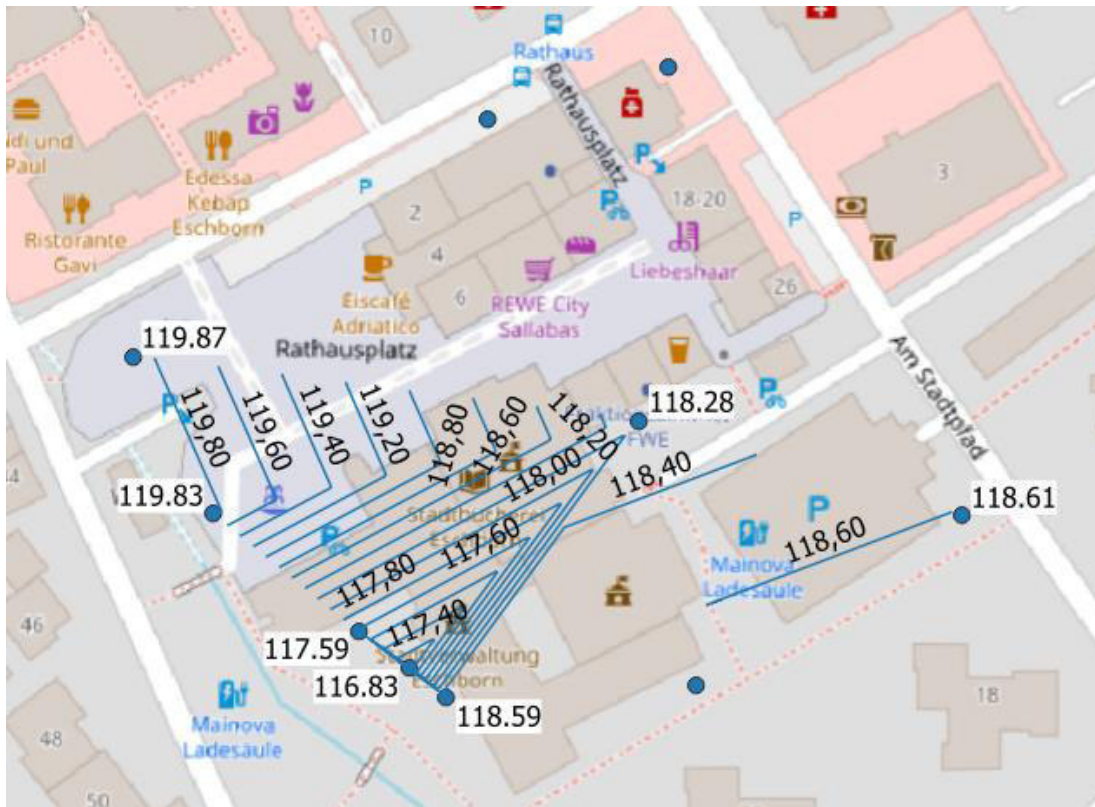 10
Rathaus
Rathausplatz
idi und
Paul
Edessa
Kebap
Eschborn
P
P
3
2
18-20
P
P
Ristorante
Gavi
4
Liebeshaar
Eiscafé
Adriatico
6
REWE City
Sallabas
26
119.87
Rathausplatz
Am Stadtpfad
P
119,80
119,60
119,40
119,20
118,80
118,60
118,20
118.28
P
FWE
118,00
118,40
119.83
Stadtbücherei
P
118.61
117,60
118,60
Mainova
Ladesäule
P
117,80
46
117,40
117.59
Stadtverwaltung
Eschborn
116.83
118.59
18
Mainova
Ladesäule
48
50